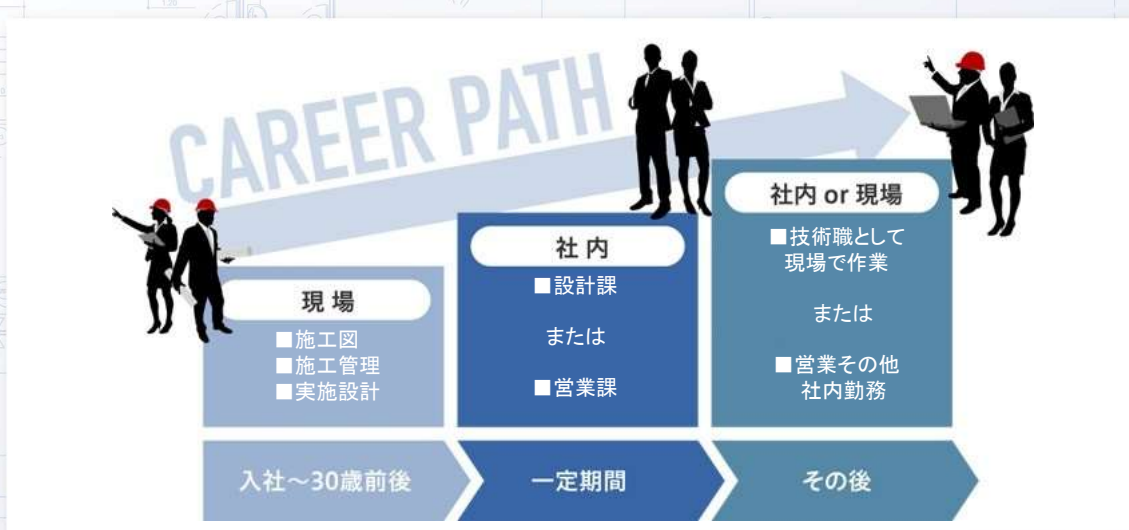 CAREER PATH
現場
■施工図
■施工管理
■実施設計
入社～30歳前後
社内
■設計課
または
■営業課
一定期間
社内 or 現場
■技術職として
現場で作業
または
■営業その他
社内勤務
その後